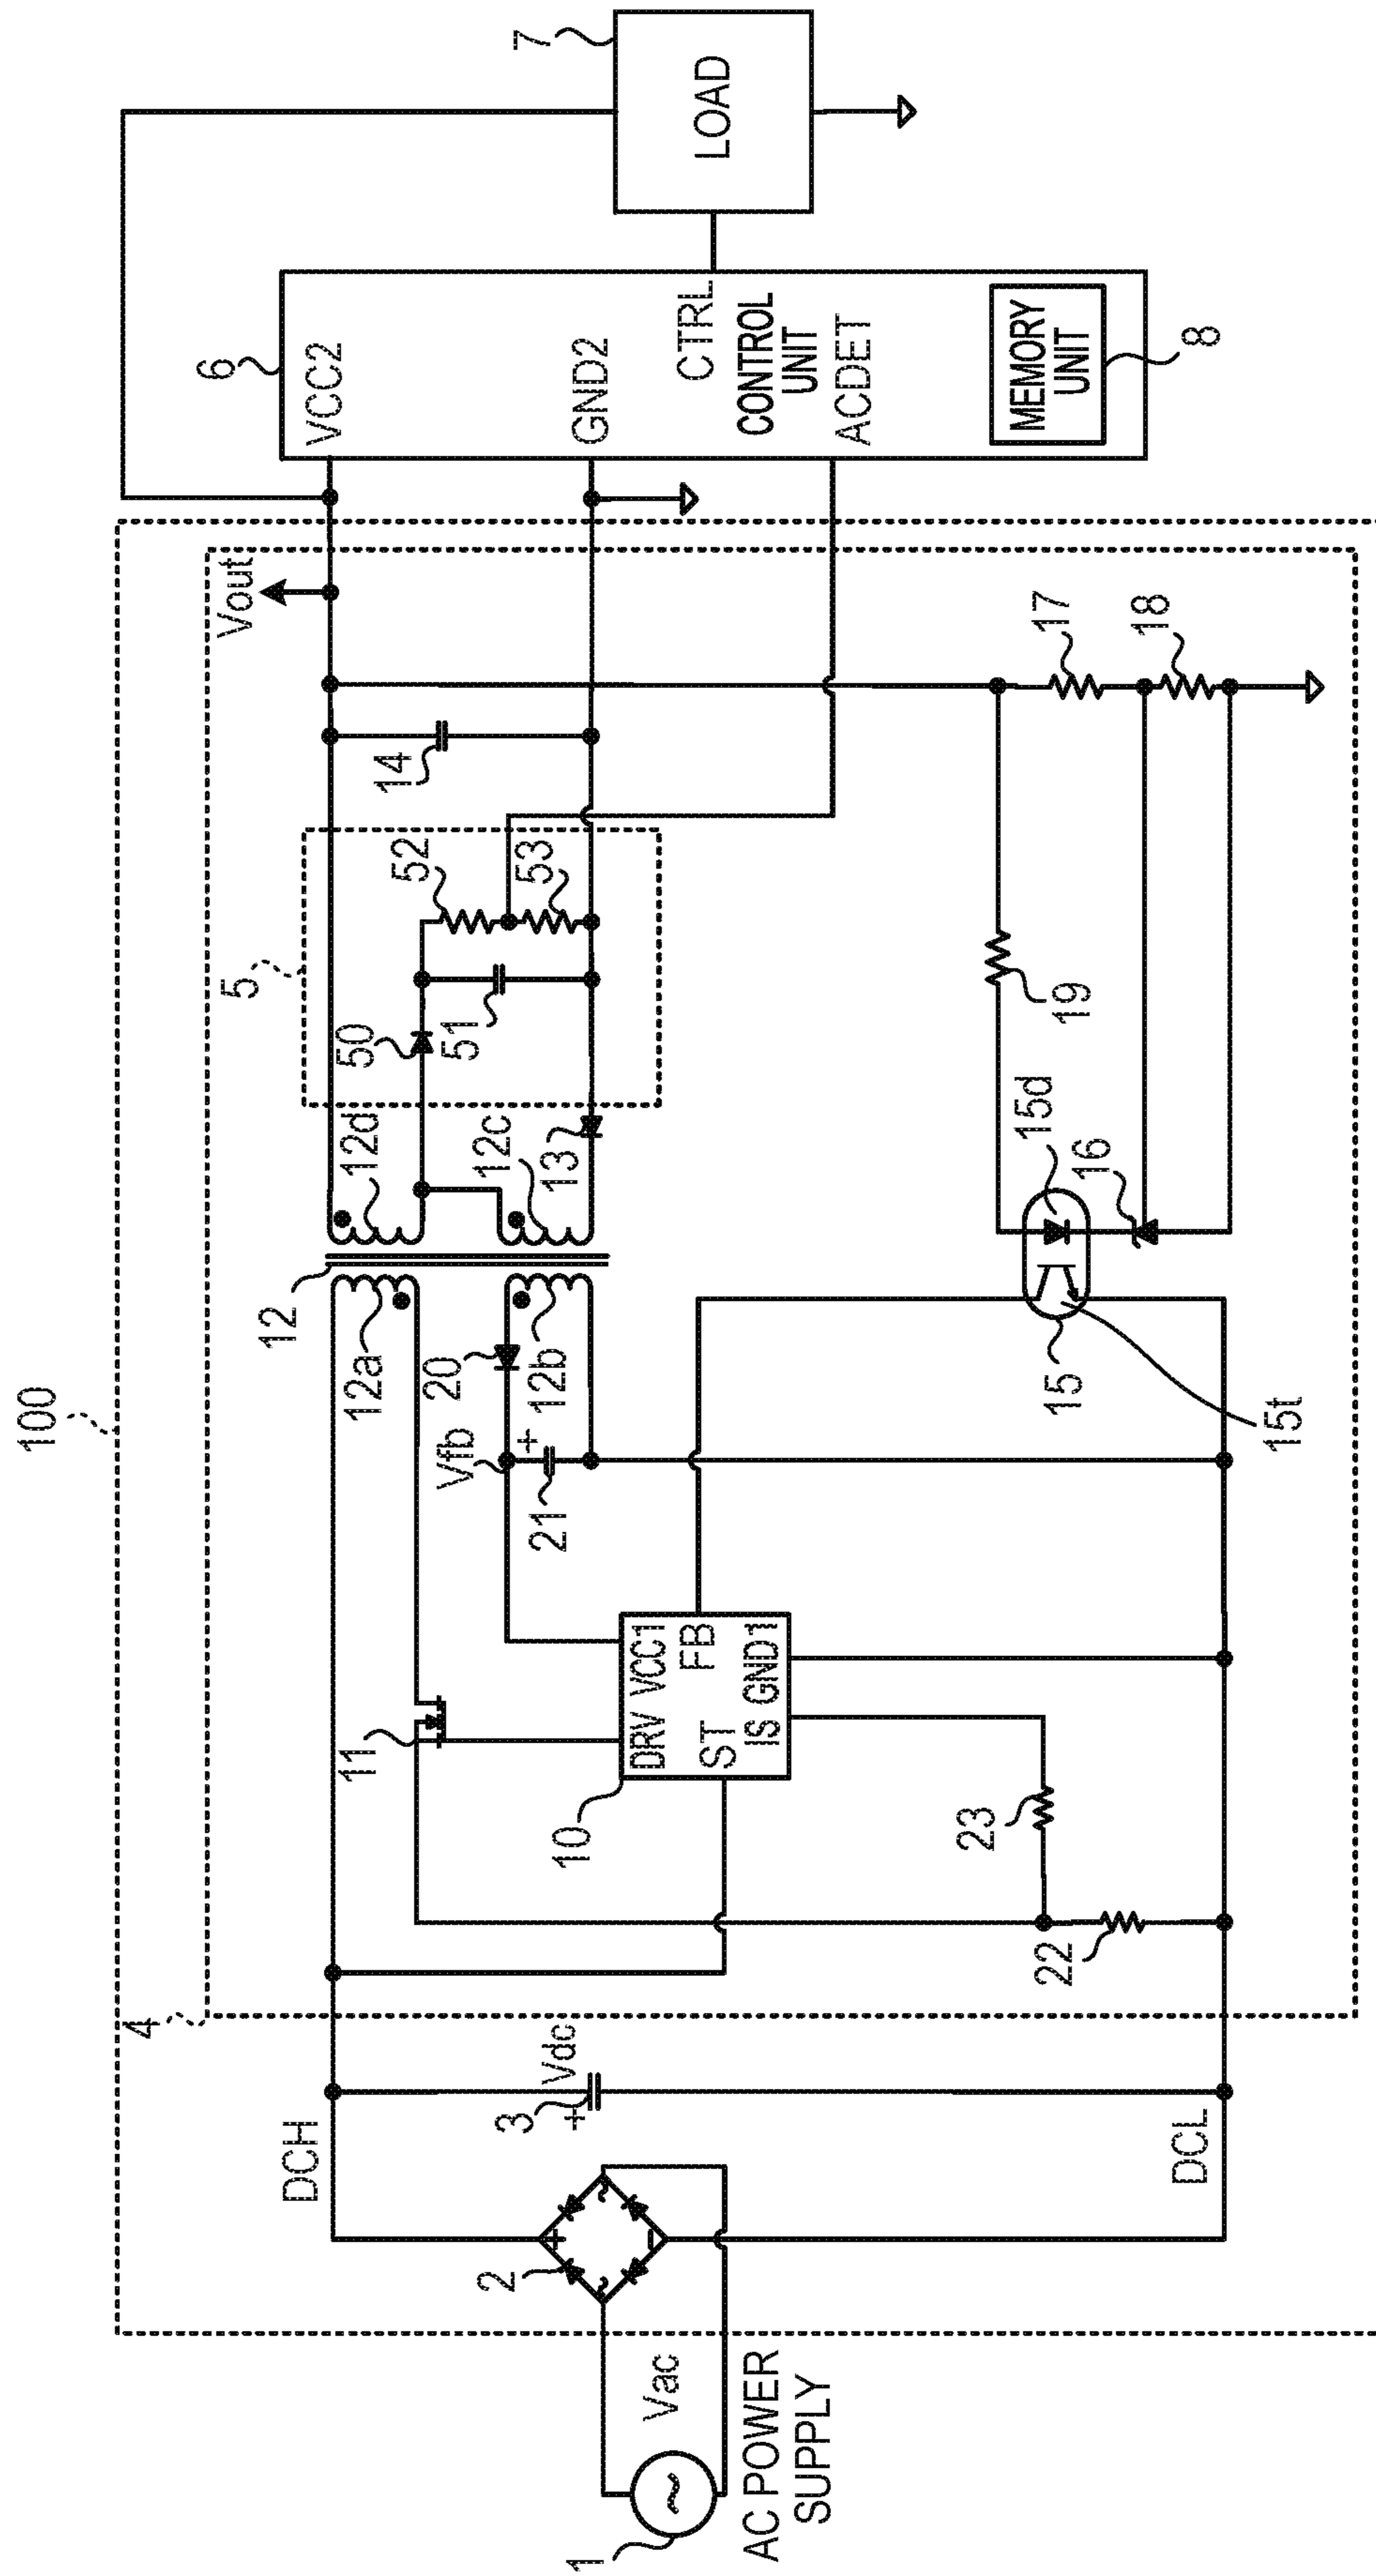 100
4
DCH
DCL
1
Vac
AC POWER
SUPPLY
2
3
+
Vdc
+
−
~
~
~
10
DRV VCC1
FB
ST
IS GND1
11
12
12a
12b
12c
12d
20
Vfb
+
21
22
23
13
5
50
51
52
53
14
Vout
15
15d
15t
16
17
18
19
6
VCC2
GND2
CTRL
CONTROL
UNIT
ACDET
MEMORY
UNIT
8
7
LOAD